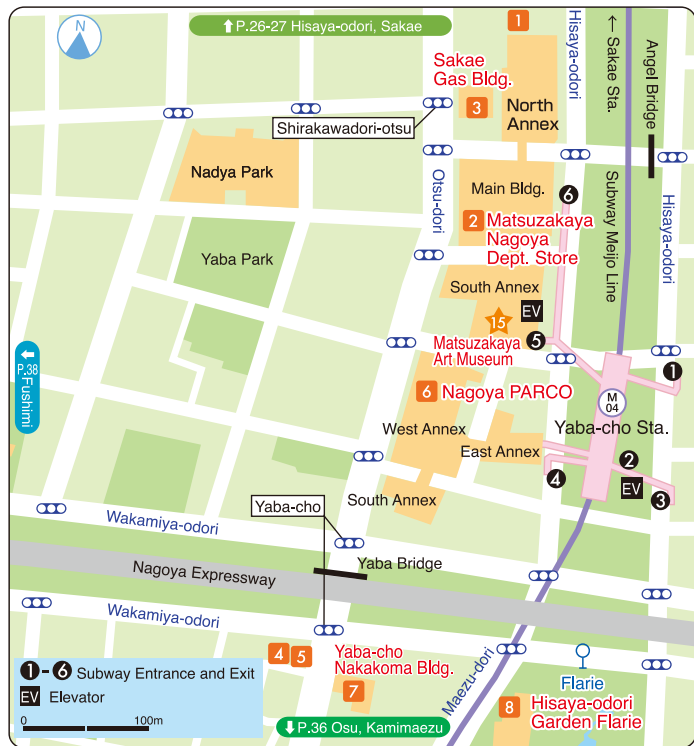 N
↑ P.26-27 Hisaya-odori, Sakae
1
Hisaya-odori
← Sakae Sta.
Angel Bridge
Sakae
Gas Bldg.
3
North
Annex
Shirakawadori-otsu
Nadya Park
Otsu-dori
Main Bldg.
6
Subway Meijo Line
Hisaya-odori
2 Matsuzakaya
Nagoya
Dept. Store
Yaba Park
South Annex
EV
15
Matsuzakaya
Art Museum
5
1
← P.38 Fushimi
6 Nagoya PARCO
M
04
Yaba-cho Sta.
West Annex
East Annex
2
4
EV
3
South Annex
Yaba-cho
Wakamiya-odori
Yaba Bridge
Nagoya Expressway
Wakamiya-odori
4 5
Yaba-cho
Nakakoma Bldg.
7
Maezu-dori
Flarie
8 Hisaya-odori
Garden Flarie
1 - 6 Subway Entrance and Exit
EV Elevator
0 100m
↓ P.36 Osu, Kamimaezu